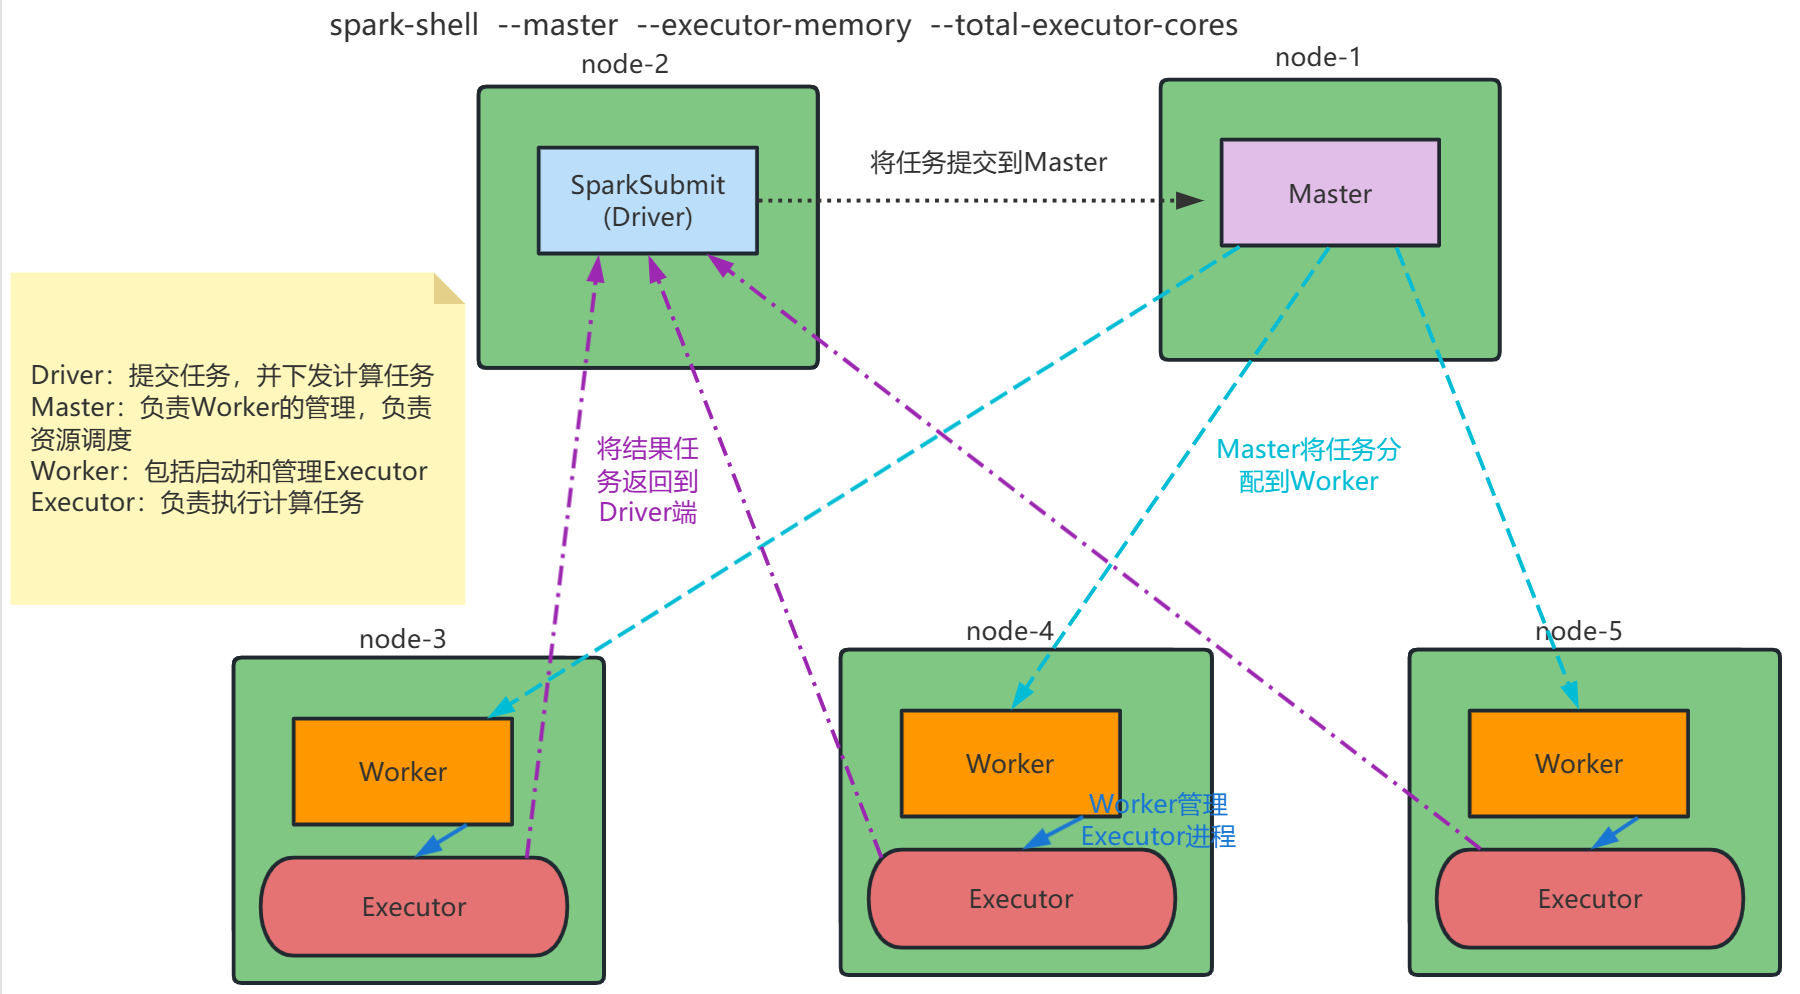 spark-shell --master --executor-memory --total-executor-cores
node-2
node-1
SparkSubmit
(Driver)
将任务提交到Master
Master
Driver：提交任务，并下发计算任务
Master：负责Worker的管理，负责
资源调度
Worker：包括启动和管理Executor
Executor：负责执行计算任务
将结果任
务返回到
Driver端
Master将任务分
配到Worker
node-3
node-4
node-5
Worker
Worker
Worker
Worker管理
Executor进程
Executor
Executor
Executor